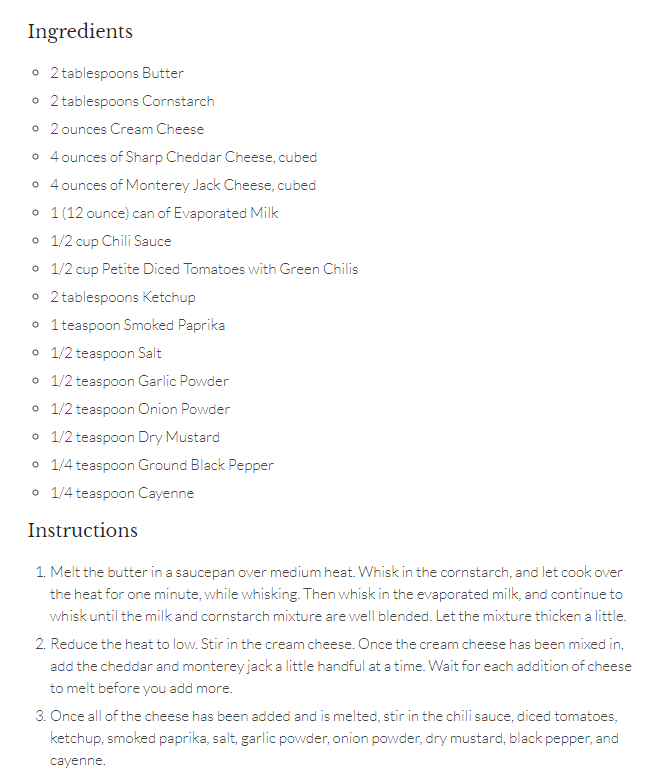 Ingredients
2 tablespoons Butter
2 tablespoons Cornstarch
2 ounces Cream Cheese
4 ounces of Sharp Cheddar Cheese, cubed
4 ounces of Monterey Jack Cheese, cubed
1 (12 ounce) can of Evaporated Milk
1/2 cup Chili Sauce
1/2 cup Petite Diced Tomatoes with Green Chilis
2 tablespoons Ketchup
1 teaspoon Smoked Paprika
1/2 teaspoon Salt
1/2 teaspoon Garlic Powder
1/2 teaspoon Onion Powder
1/2 teaspoon Dry Mustard
1/4 teaspoon Ground Black Pepper
1/4 teaspoon Cayenne
Instructions
1. Melt the butter in a saucepan over medium heat. Whisk in the cornstarch, and let cook over
the heat for one minute, while whisking. Then whisk in the evaporated milk, and continue to
whisk until the milk and cornstarch mixture are well blended. Let the mixture thicken a little.
2. Reduce the heat to low. Stir in the cream cheese. Once the cream cheese has been mixed in,
add the cheddar and monterey jack a little handful at a time. Wait for each addition of cheese
to melt before you add more.
3. Once all of the cheese has been added and is melted, stir in the chili sauce, diced tomatoes,
ketchup, smoked paprika, salt, garlic powder, onion powder, dry mustard, black pepper, and
cayenne.